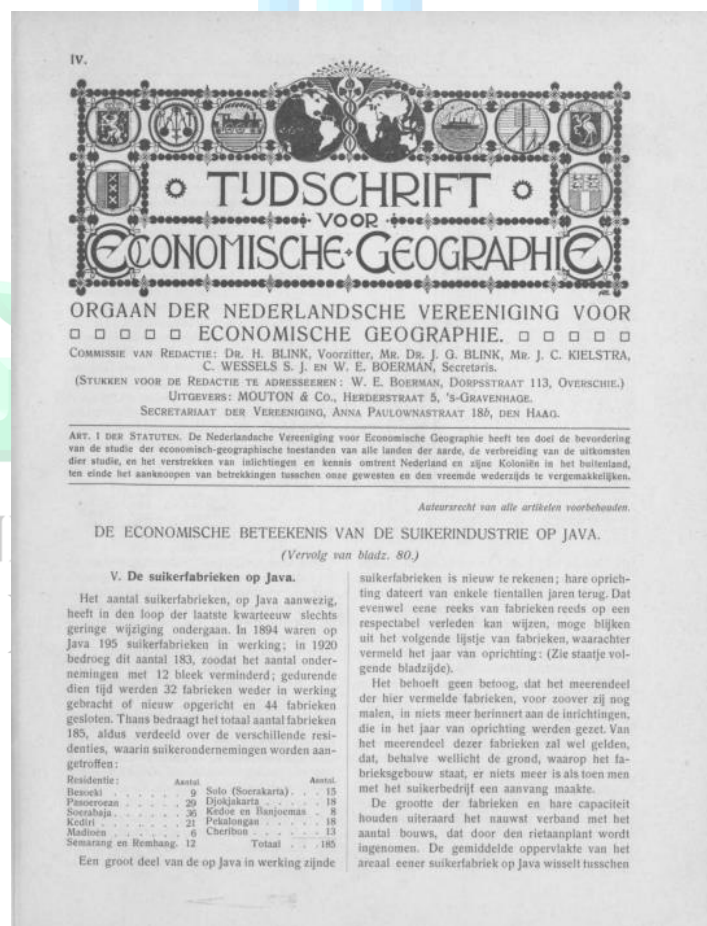 IV.
TIJDSCHRIFT
VOOR
ECONOMISCHE GEOGRAPHIE
ORGAAN DER NEDERLANDSCHE VEREENIGING VOOR
ECONOMISCHE GEOGRAPHIE.
COMMISSIE VAN REDACTIE: DR. H. BLINK, Voorzitter, MR. DR. J. G. BLINK, MR. J. C. KIELSTRA,
C. WESSELS S. J. EN W. E. BOERMAN, Secretaris.
(STUKKEN VOOR DE REDACTIE TE ADRESSEEREN: W. E. BOERMAN, DORPSSTRAAT 113, OVERSCHIE.)
UITGEVERS: MOUTON & CO., HERDERSTRAAT 5, 's-GRAVENHAGE.
SECRETARIAAT DER VEREENIGING, ANNA PAULOWNASTRAAT 18b, DEN HAAG.
ART. 1 DER STATUTEN. De Nederlandsche Vereeniging voor Economische Geographie heeft ten doel de bevordering
van de studie der economisch-geographische toestanden van alle landen der aarde, de verbreiding van de uitkomsten
dier studie, en het verstrekken van inlichtingen en kennis omtrent Nederland en zijne Koloniën in het buitenland,
ten einde het aanknoopen van betrekkingen tusschen onze gewesten en den vreemde wederzijds te vergemakkelijken.
Auteursrecht van alle artikelen voorbehouden.
DE ECONOMISCHE BETEEKENIS VAN DE SUIKERINDUSTRIE OP JAVA.
(Vervolg van bladz. 80.)
V. De suikerfabrieken op Java.
Het aantal suikerfabrieken, op Java aanwezig,
heeft in den loop der laatste kwarteeuw slechts
geringe wijziging ondergaan. In 1894 waren op
Java 195 suikerfabrieken in werking; in 1920
bedroeg dit aantal 183, zoodat het aantal onder-
nemingen met 12 bleek verminderd; gedurende
dien tijd werden 32 fabrieken weder in werking
gebracht of nieuw opgericht en 44 fabrieken
gesloten. Thans bedraagt het totaal aantal fabrieken
185, aldus verdeeld over de verschillende resi-
denties, waarin suikerondernemingen worden aan-
getroffen:
Residentie: Aantal Aantal.
Besoeki . . . . . . 9 Solo (Soerakarta) . . . 15
Pasoeroean . . . . . . 29 Djokjakarta . . . . . . 18
Soerabaja . . . . . . 36 Kedoe en Banjoemas . 8
Kediri . . . . . . 21 Pekalongan . . . . . . 18
Madioen . . . . . . 6 Cheribon . . . . . . 13
Semarang en Rembang. 12 Totaal . . . 185
Een groot deel van de op Java in werking zijnde
suikerfabrieken is nieuw te rekenen; hare oprich-
ting dateert van enkele tientallen jaren terug. Dat
evenwel eene reeks van fabrieken reeds op een
respectabel verleden kan wijzen, moge blijken
uit het volgende lijstje van fabrieken, waarachter
vermeld het jaar van oprichting: (Zie staatje vol-
gende bladzijde).
Het behoeft geen betoog, dat het meerendeel
der hier vermelde fabrieken, voor zoover zij nog
malen, in niets meer herinnert aan de inrichtingen,
die in het jaar van oprichting werden gezet. Van
het meerendeel dezer fabrieken zal wel gelden,
dat, behalve wellicht de grond, waarop het fa-
brieksgebouw staat, er niets meer is als toen men
met het suikerbedrijf een aanvang maakte.
De grootte der fabrieken en hare capaciteit
houden uiteraard het nauwst verband met het
aantal bouws, dat door den rietaanplant wordt
ingenomen. De gemiddelde oppervlakte van het
areaal eener suikerfabriek op Java wisselt tusschen